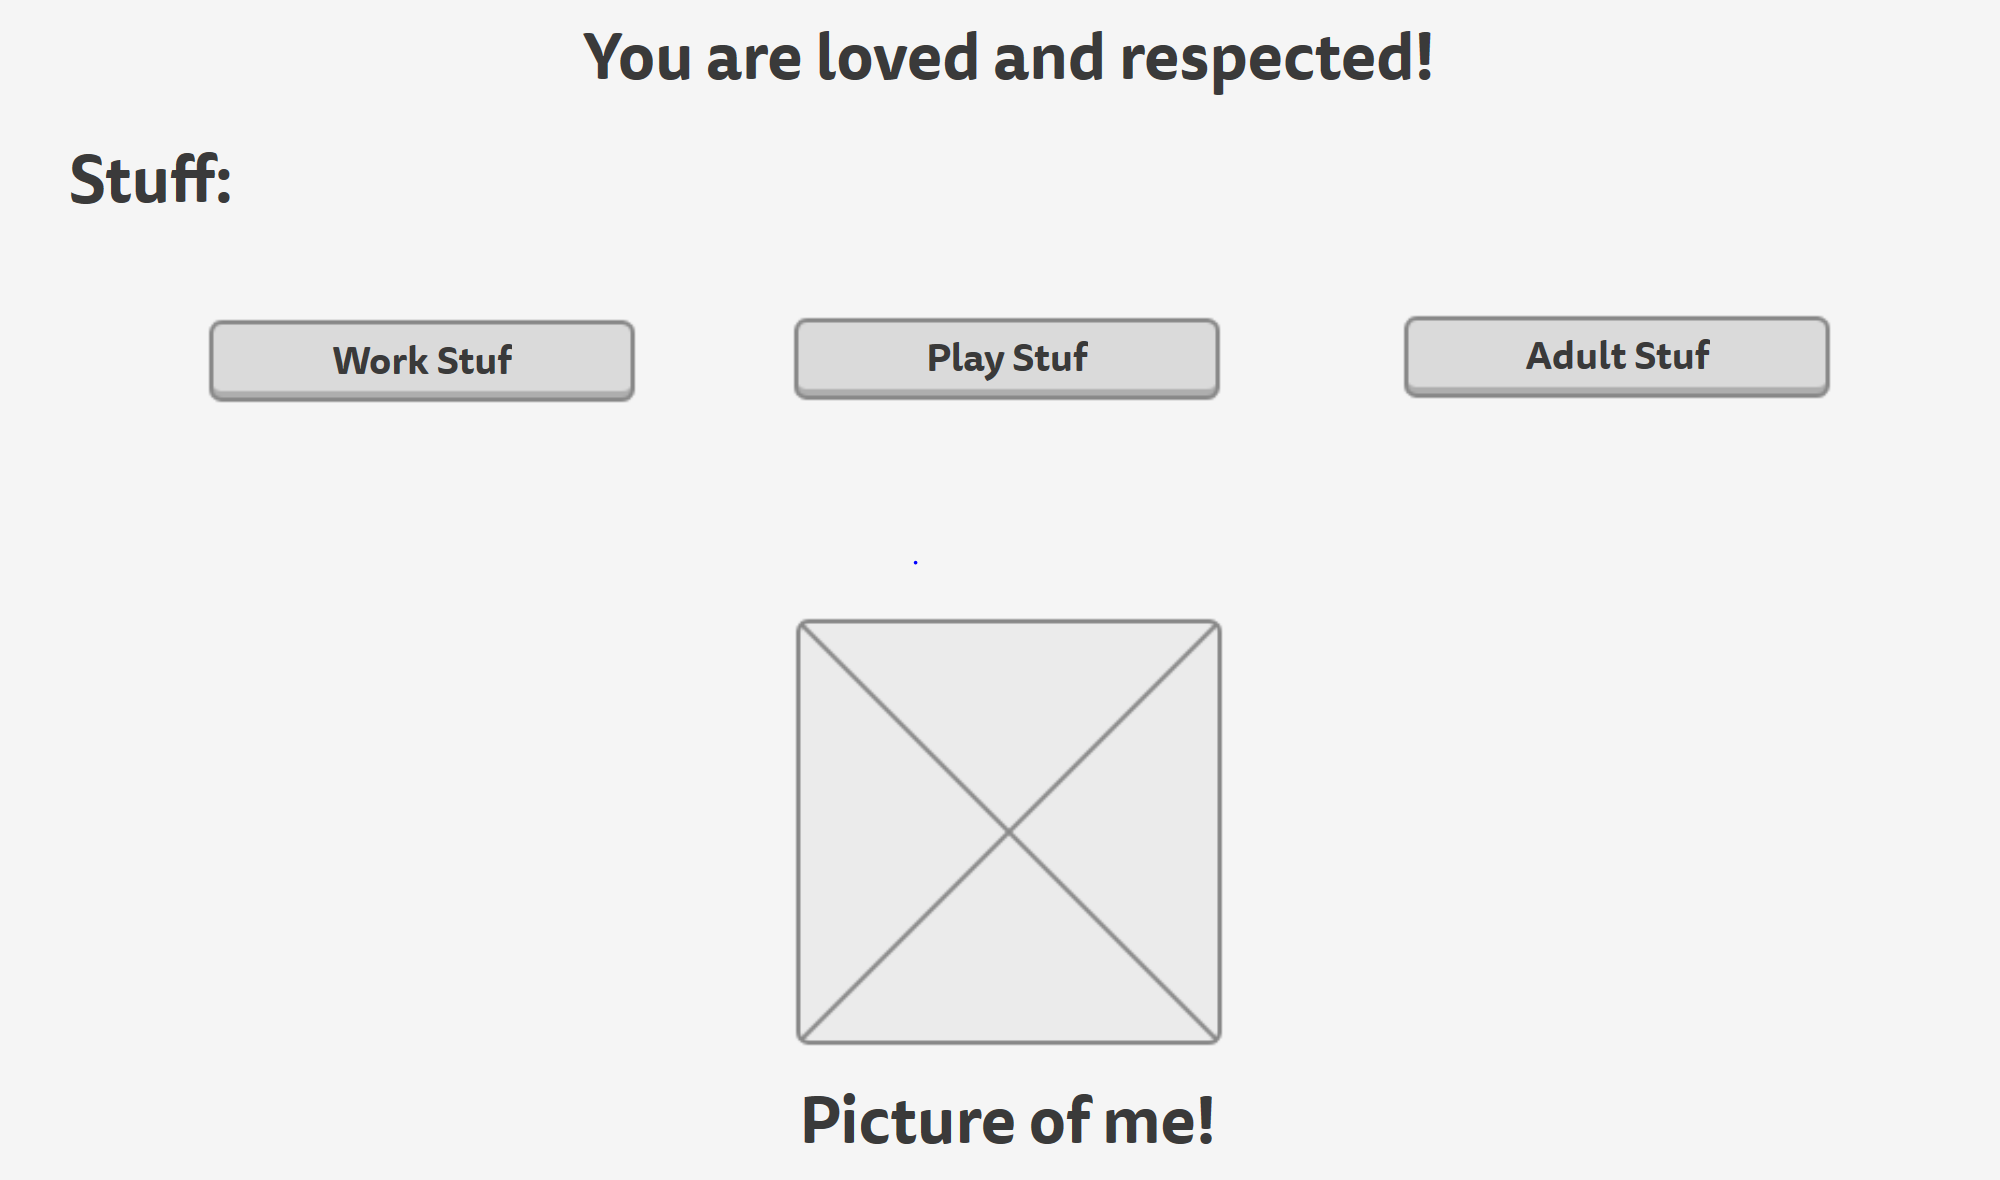 You are loved and respected!
Stuff:
Work Stuf
Play Stuf
Adult Stuf
Picture of me!